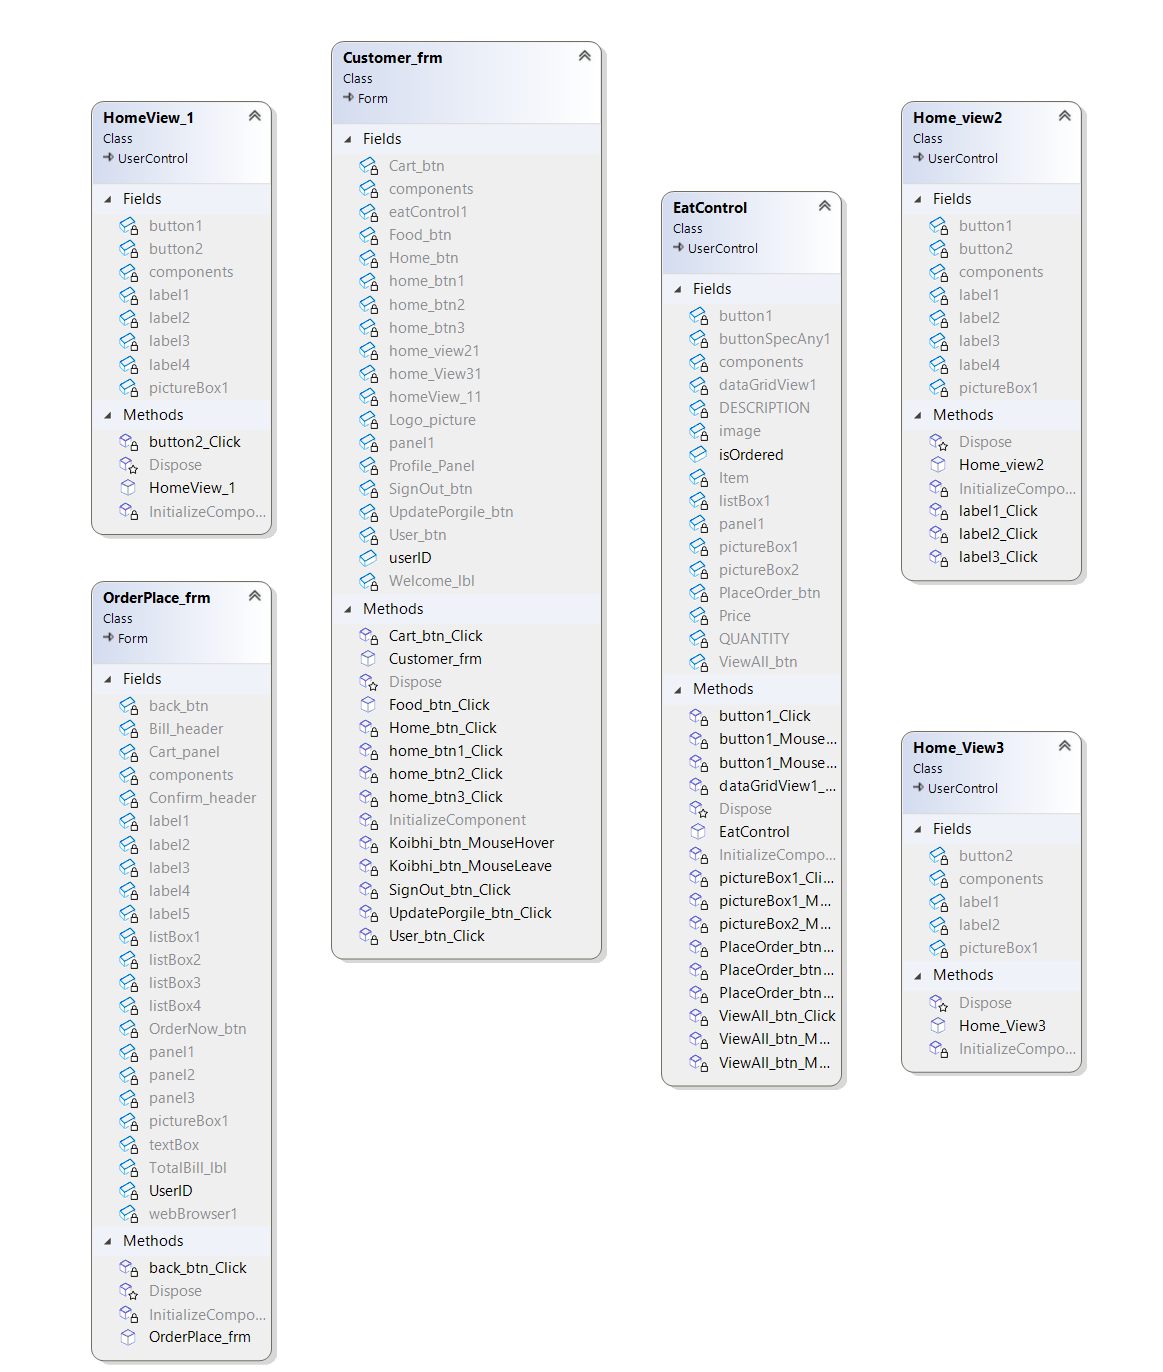 HomeView_1
Class
UserControl
Fields
button1
button2
components
label1
label2
label3
label4
pictureBox1
Methods
button2_Click
Dispose
HomeView_1
InitializeCompo...
OrderPlace_frm
Class
Form
Fields
back_btn
Bill_header
Cart_panel
components
Confirm_header
label1
label2
label3
label4
label5
listBox1
listBox2
listBox3
listBox4
OrderNow_btn
panel1
panel2
panel3
pictureBox1
textBox
TotalBill_lbl
UserID
webBrowser1
Methods
back_btn_Click
Dispose
InitializeCompo...
OrderPlace_frm
Customer_frm
Class
Form
Fields
Cart_btn
components
eatControl1
Food_btn
Home_btn
home_btn1
home_btn2
home_btn3
home_view21
home_View31
homeView_11
Logo_picture
panel1
Profile_Panel
SignOut_btn
UpdatePorgile_btn
User_btn
userID
Welcome_lbl
Methods
Cart_btn_Click
Customer_frm
Dispose
Food_btn_Click
Home_btn_Click
home_btn1_Click
home_btn2_Click
home_btn3_Click
InitializeComponent
Koibhi_btn_MouseHover
Koibhi_btn_MouseLeave
SignOut_btn_Click
UpdatePorgile_btn_Click
User_btn_Click
EatControl
Class
UserControl
Fields
button1
buttonSpecAny1
components
dataGridView1
DESCRIPTION
image
isOrdered
Item
listBox1
panel1
pictureBox1
pictureBox2
PlaceOrder_btn
Price
QUANTITY
ViewAll_btn
Methods
button1_Click
button1_Mouse...
button1_Mouse...
dataGridView1_...
Dispose
EatControl
InitializeCompo...
pictureBox1_Cli...
pictureBox1_M...
pictureBox2_M...
PlaceOrder_btn...
PlaceOrder_btn...
PlaceOrder_btn...
ViewAll_btn_Click
ViewAll_btn_M...
ViewAll_btn_M...
Home_view2
Class
UserControl
Fields
button1
button2
components
label1
label2
label3
label4
pictureBox1
Methods
Dispose
Home_view2
InitializeCompo...
label1_Click
label2_Click
label3_Click
Home_View3
Class
UserControl
Fields
button2
components
label1
label2
pictureBox1
Methods
Dispose
Home_View3
InitializeCompo...